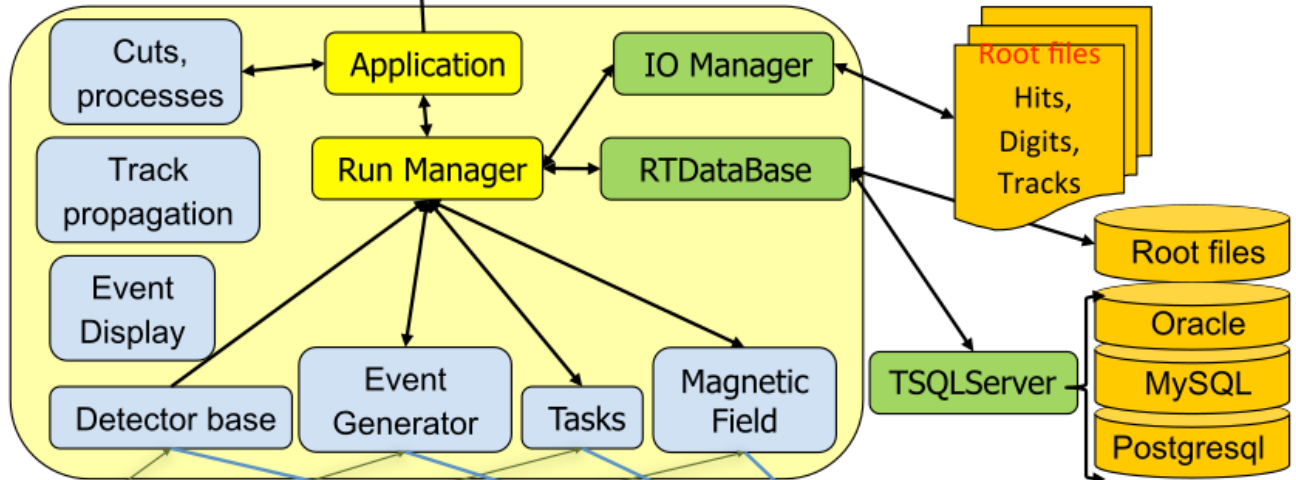 Cuts,
processes
Application
IO Manager
Root files
Hits,
Digits,
Tracks
Track
propagation
Run Manager
RTDataBase
Root files
Event
Display
Oracle
MySQL
Postgresql
TSQLServer
Detector base
Event
Generator
Tasks
Magnetic
Field